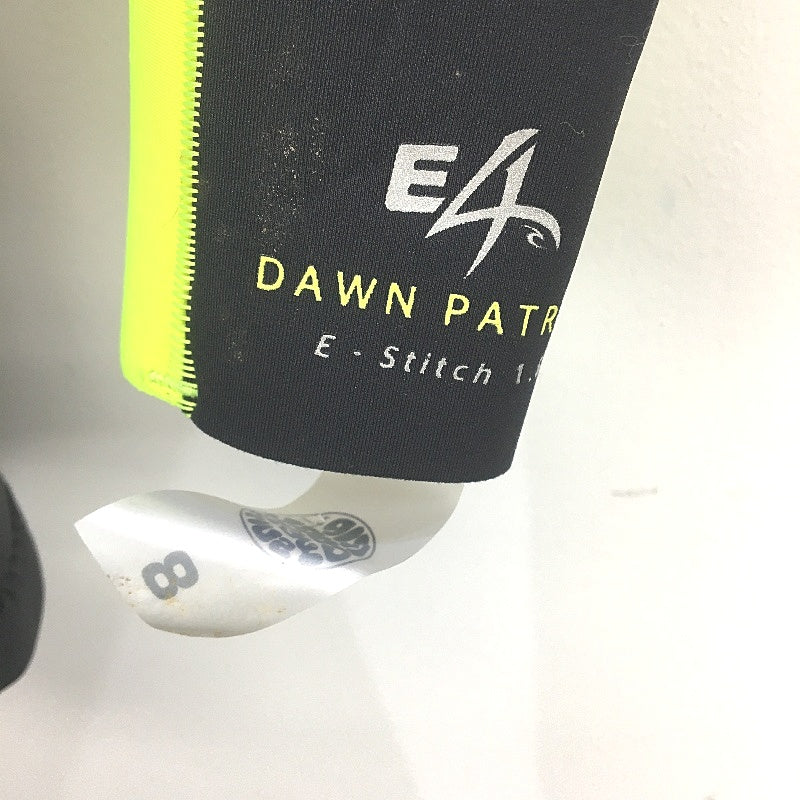 E4
DAWN PATR
E - Stitch 1.
8